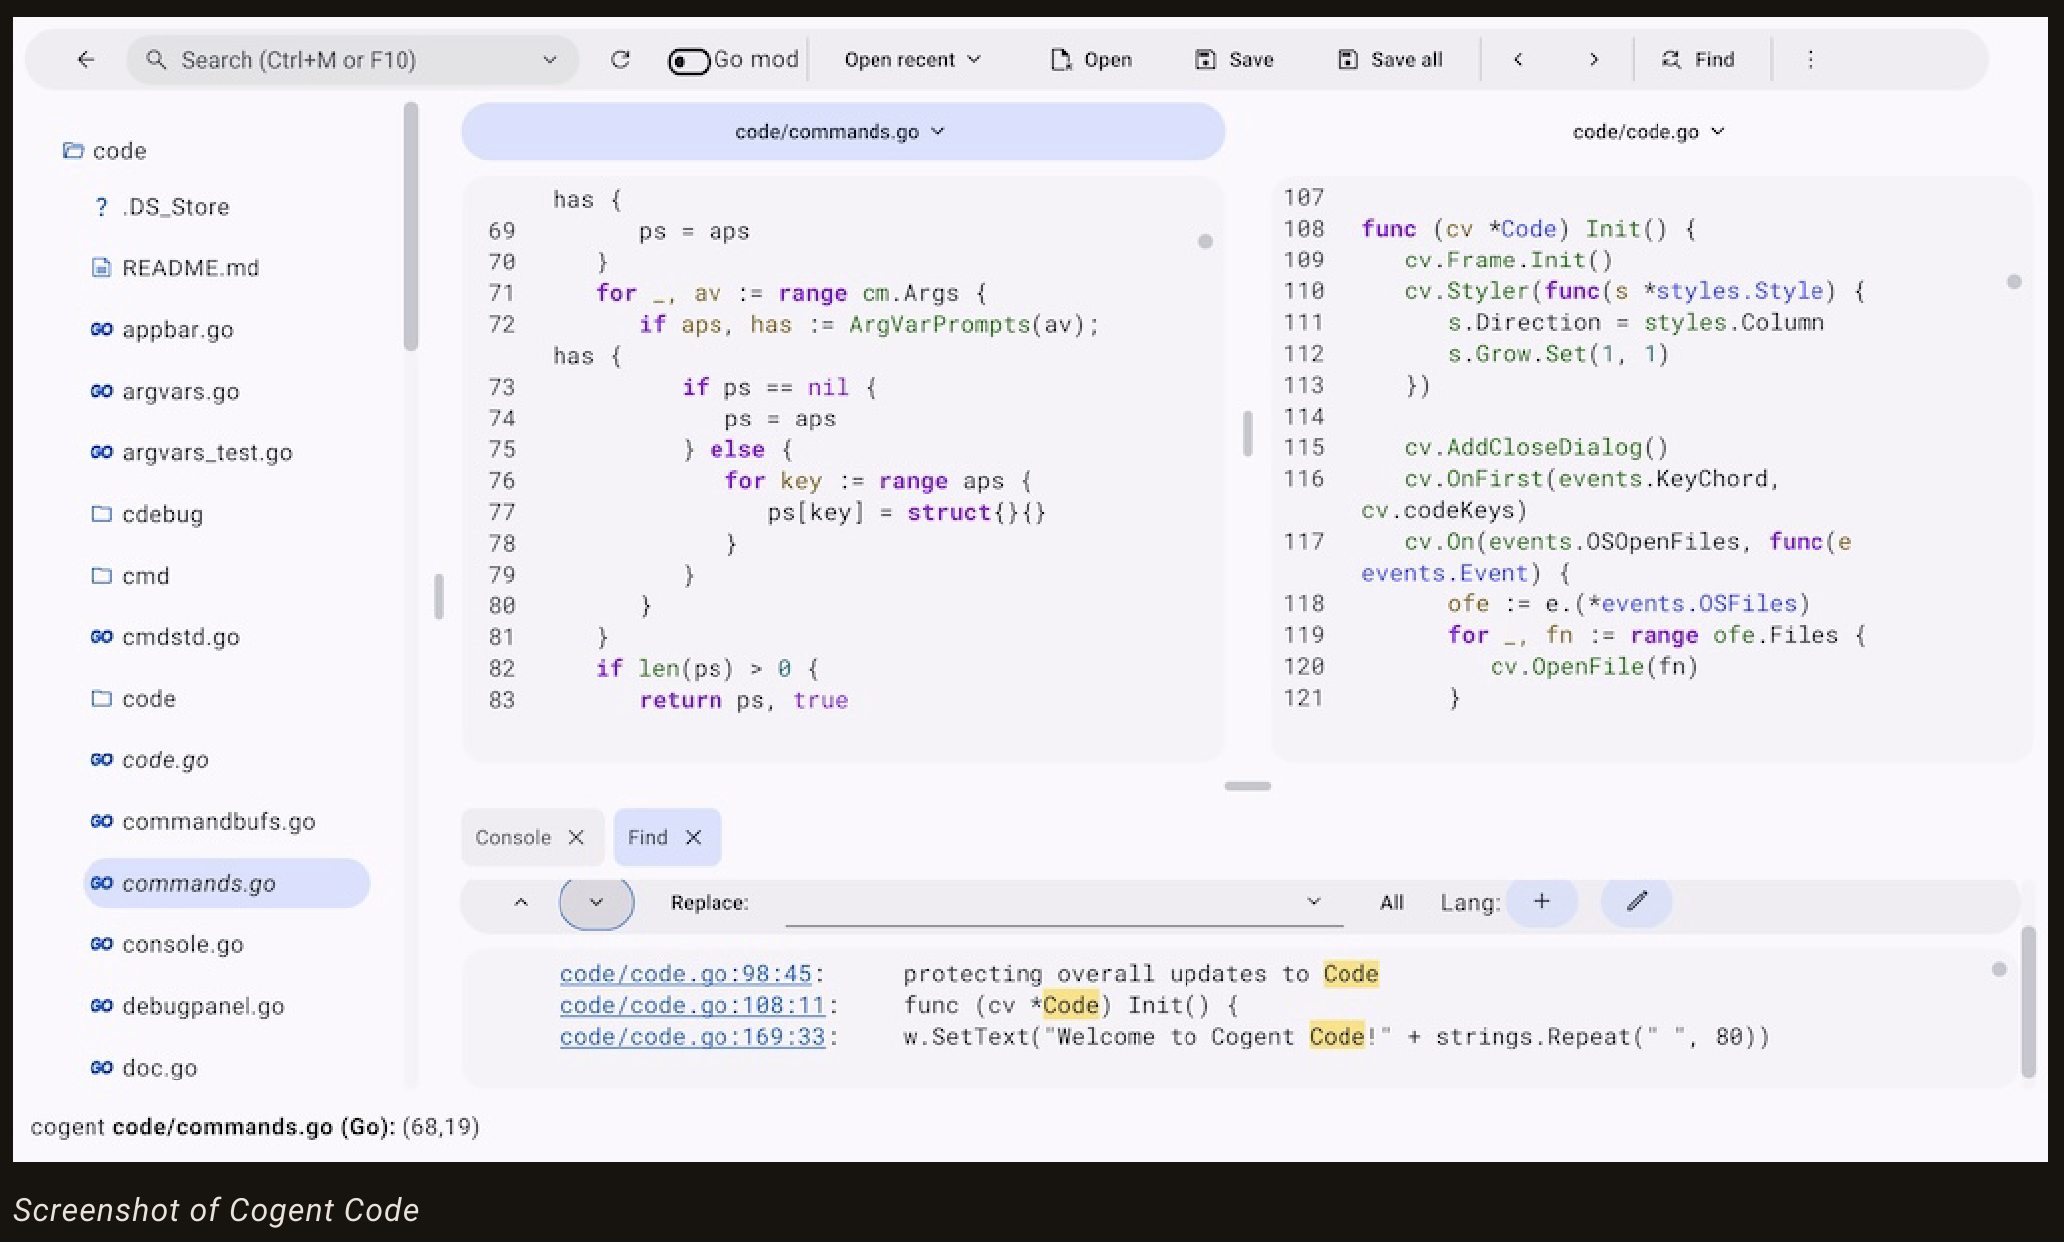 Search (Ctrl+M or F10) Go mod Open recent Open Save Save all Find
code
? .DS_Store
README.md
GO appbar.go
GO argvars.go
GO argvars_test.go
cdebug
cmd
GO cmdstd.go
code
GO code.go
GO commandbufs.go
GO commands.go
GO console.go
GO debugpanel.go
GO doc.go
code/commands.go
has {
69 ps = aps
70 }
71 for _, av := range cm.Args {
72 if aps, has := ArgVarPrompts(av);
has {
73 if ps == nil {
74 ps = aps
75 } else {
76 for key := range aps {
77 ps[key] = struct{}{}
78 }
79 }
80 }
81 }
82 if len(ps) > 0 {
83 return ps, true
code/code.go
107
108 func (cv *Code) Init() {
109 cv.Frame.Init()
110 cv.Styler(func(s *styles.Style) {
111 s.Direction = styles.Column
112 s.Grow.Set(1, 1)
113 })
114
115 cv.AddCloseDialog()
116 cv.OnFirst(events.KeyChord,
cv.codeKeys)
117 cv.On(events.OSOpenFiles, func(e
events.Event) {
118 ofe := e.(*events.OSFiles)
119 for _, fn := range ofe.Files {
120 cv.OpenFile(fn)
121 }
Console Find
Replace: All Lang: +
code/code.go:98:45: protecting overall updates to Code
code/code.go:108:11: func (cv *Code) Init() {
code/code.go:169:33: w.SetText("Welcome to Cogent Code!" + strings.Repeat(" ", 80))
cogent code/commands.go (Go): (68,19)
Screenshot of Cogent Code